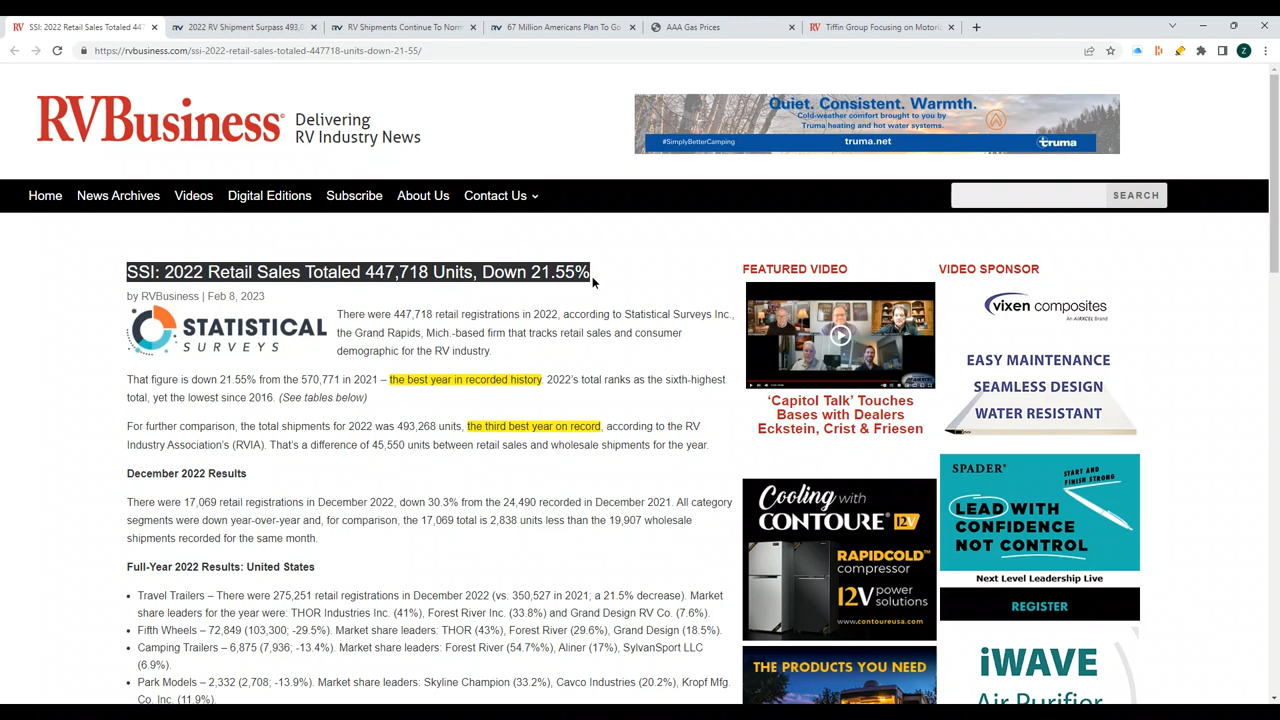 SSI: 2022 Retail Sales Totaled 44
2022 RV Shipment Surpass 493,0
RV Shipments Continue To Norm
67 Million Americans Plan To Go
AAA Gas Prices
Tiffin Group Focusing on Motoriz
https://rvbusiness.com/ssi-2022-retail-sales-totaled-447718-units-down-21-55/
Z
RVBusiness
Delivering
RV Industry News
Quiet. Consistent. Warmth.
Cold-weather comfort brought to you by
Truma heating and hot water systems.
#SimplyBetterCamping
truma.net
truma
Home
News Archives
Videos
Digital Editions
Subscribe
About Us
Contact Us
SEARCH
SSI: 2022 Retail Sales Totaled 447,718 Units, Down 21.55%
by RVBusiness | Feb 8, 2023
STATISTICAL
SURVEYS
There were 447,718 retail registrations in 2022, according to Statistical Surveys Inc.,
the Grand Rapids, Mich.-based firm that tracks retail sales and consumer
demographic for the RV industry.
That figure is down 21.55% from the 570,771 in 2021 – the best year in recorded history. 2022's total ranks as the sixth-highest
total, yet the lowest since 2016. (See tables below)
For further comparison, the total shipments for 2022 was 493,268 units, the third best year on record, according to the RV
Industry Association's (RVIA). That's a difference of 45,550 units between retail sales and wholesale shipments for the year.
December 2022 Results
There were 17,069 retail registrations in December 2022, down 30.3% from the 24,490 recorded in December 2021. All category
segments were down year-over-year and, for comparison, the 17,069 total is 2,838 units less than the 19,907 wholesale
shipments recorded for the same month.
Full-Year 2022 Results: United States
• Travel Trailers – There were 275,251 retail registrations in December 2022 (vs. 350,527 in 2021; a 21.5% decrease). Market
share leaders for the year were: THOR Industries Inc. (41%), Forest River Inc. (33.8%) and Grand Design RV Co. (7.6%).
• Fifth Wheels – 72,849 (103,300; -29.5%). Market share leaders: THOR (43%), Forest River (29.6%), Grand Design (18.5%).
• Camping Trailers – 6,875 (7,936; -13.4%). Market share leaders: Forest River (54.7%%), Aliner (17%), SylvanSport LLC
(6.9%).
• Park Models – 2,332 (2,708; -13.9%). Market share leaders: Skyline Champion (33.2%), Cavco Industries (20.2%), Kropf Mfg.
Co. Inc. (11.9%).
FEATURED VIDEO
'Capitol Talk' Touches
Bases with Dealers
Eckstein, Crist & Friesen
Cooling with
CONTOURE 12V
RAPIDCOLD™
compressor
12V power
solutions
www.contoureusa.com
THE PRODUCTS YOU NEED
VIDEO SPONSOR
vixen composites
An AIRXCEL Brand
EASY MAINTENANCE
SEAMLESS DESIGN
WATER RESISTANT
SPADER®
START AND
FINISH STRONG
LEAD WITH
CONFIDENCE
NOT CONTROL
Next Level Leadership Live
REGISTER
iWAVE
Air Purifier